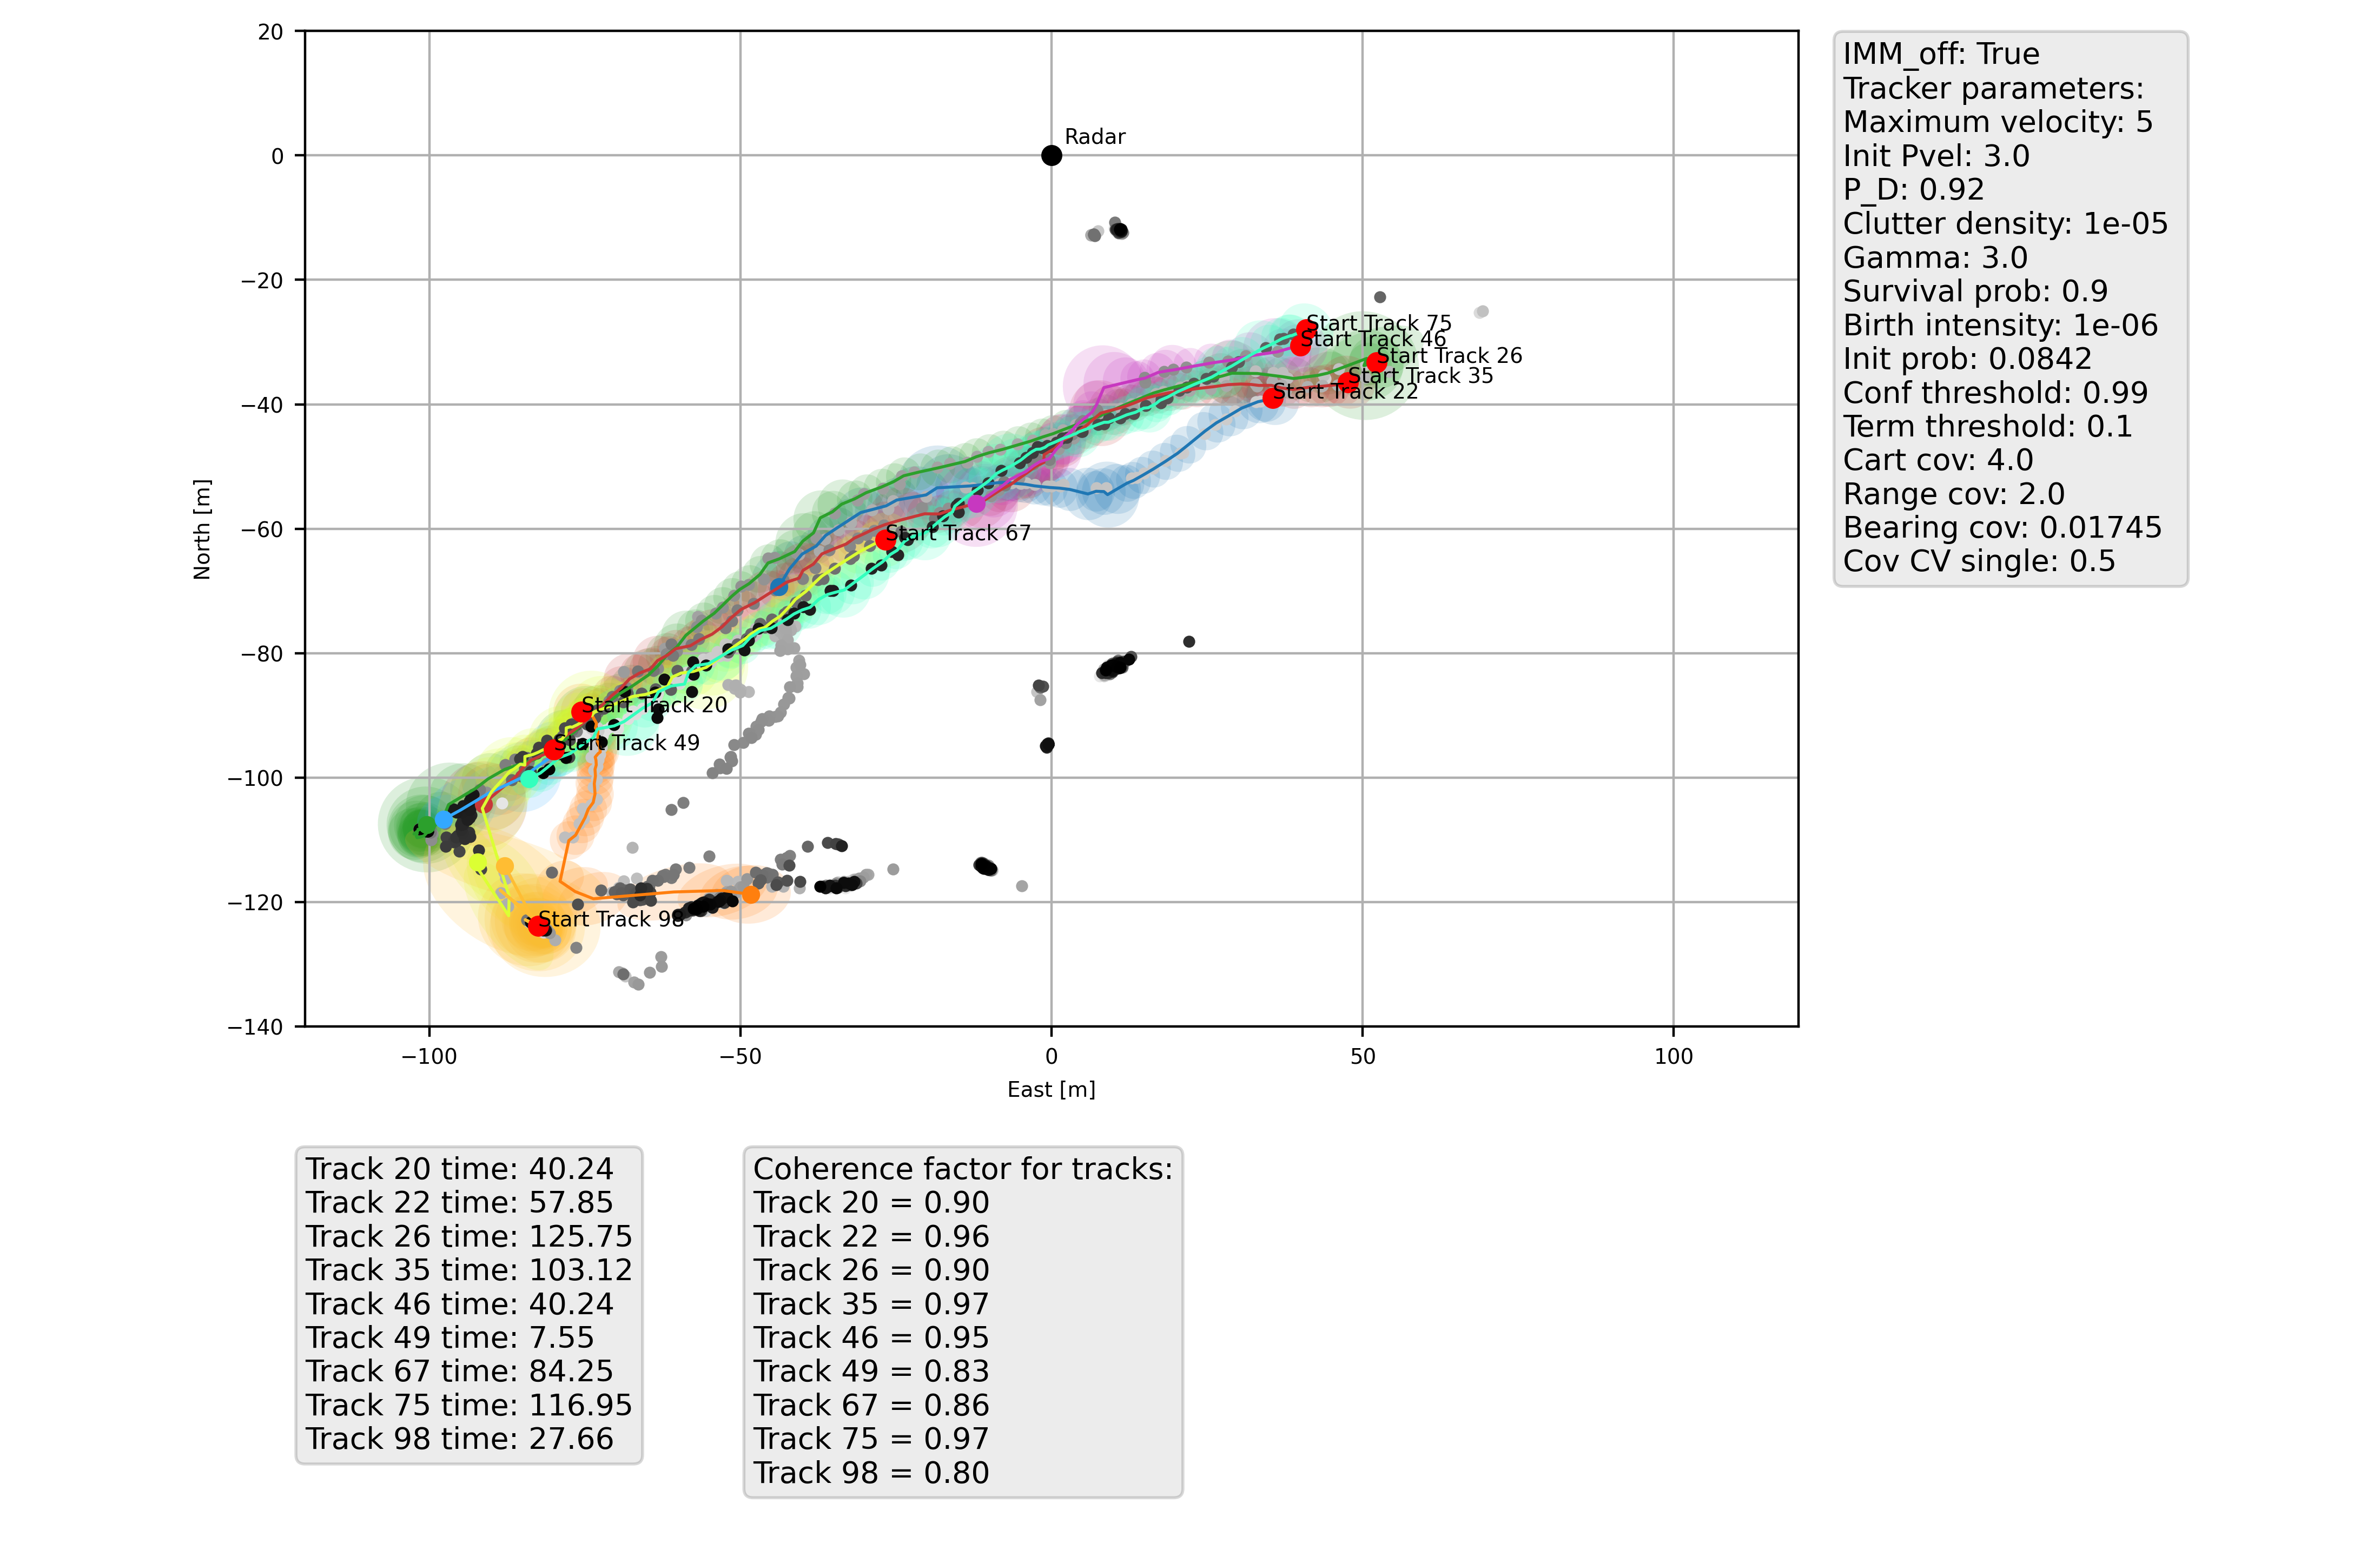 20
0
−20
−40
−60
−80
−100
−120
−140
−100
−50
0
50
100
North [m]
East [m]
Radar
Start Track 75
Start Track 46
Start Track 26
Start Track 35
Start Track 22
Start Track 67
Start Track 20
Start Track 49
Start Track 98
IMM_off: True
Tracker parameters:
Maximum velocity: 5
Init Pvel: 3.0
P_D: 0.92
Clutter density: 1e-05
Gamma: 3.0
Survival prob: 0.9
Birth intensity: 1e-06
Init prob: 0.0842
Conf threshold: 0.99
Term threshold: 0.1
Cart cov: 4.0
Range cov: 2.0
Bearing cov: 0.01745
Cov CV single: 0.5
Track 20 time: 40.24
Track 22 time: 57.85
Track 26 time: 125.75
Track 35 time: 103.12
Track 46 time: 40.24
Track 49 time: 7.55
Track 67 time: 84.25
Track 75 time: 116.95
Track 98 time: 27.66
Coherence factor for tracks:
Track 20 = 0.90
Track 22 = 0.96
Track 26 = 0.90
Track 35 = 0.97
Track 46 = 0.95
Track 49 = 0.83
Track 67 = 0.86
Track 75 = 0.97
Track 98 = 0.80